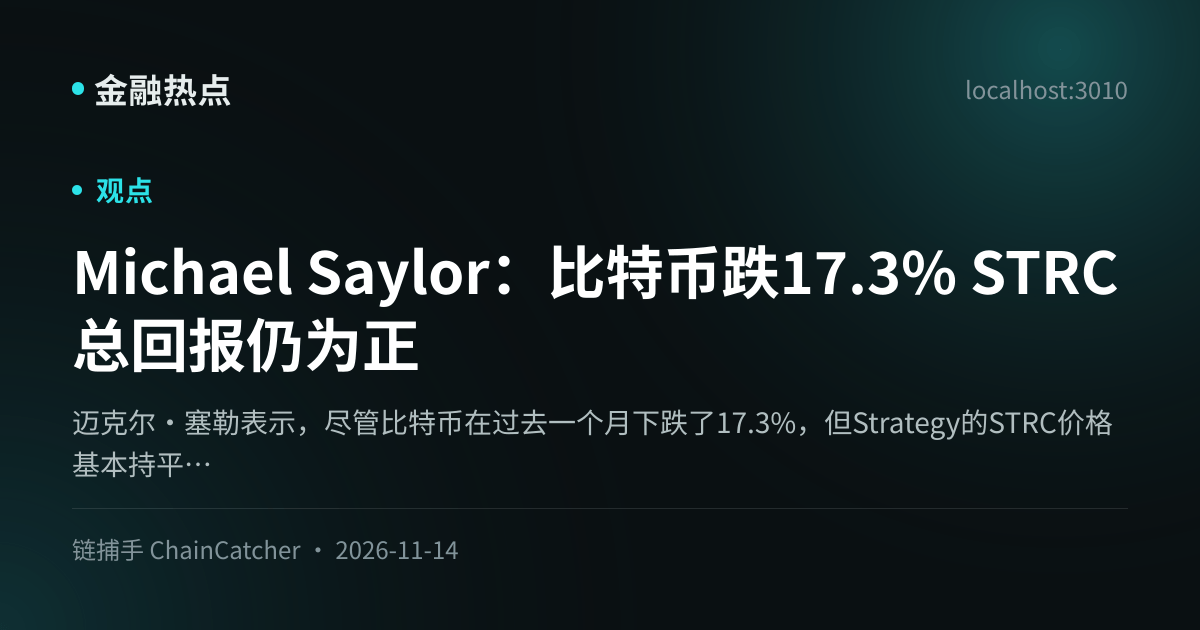 金融热点
localhost:3010
观点
Michael Saylor：比特币跌17.3% STRC
总回报仍为正
迈克尔·塞勒表示，尽管比特币在过去一个月下跌了17.3%，但Strategy的STRC价格
基本持平…
链捕手 ChainCatcher · 2026-11-14